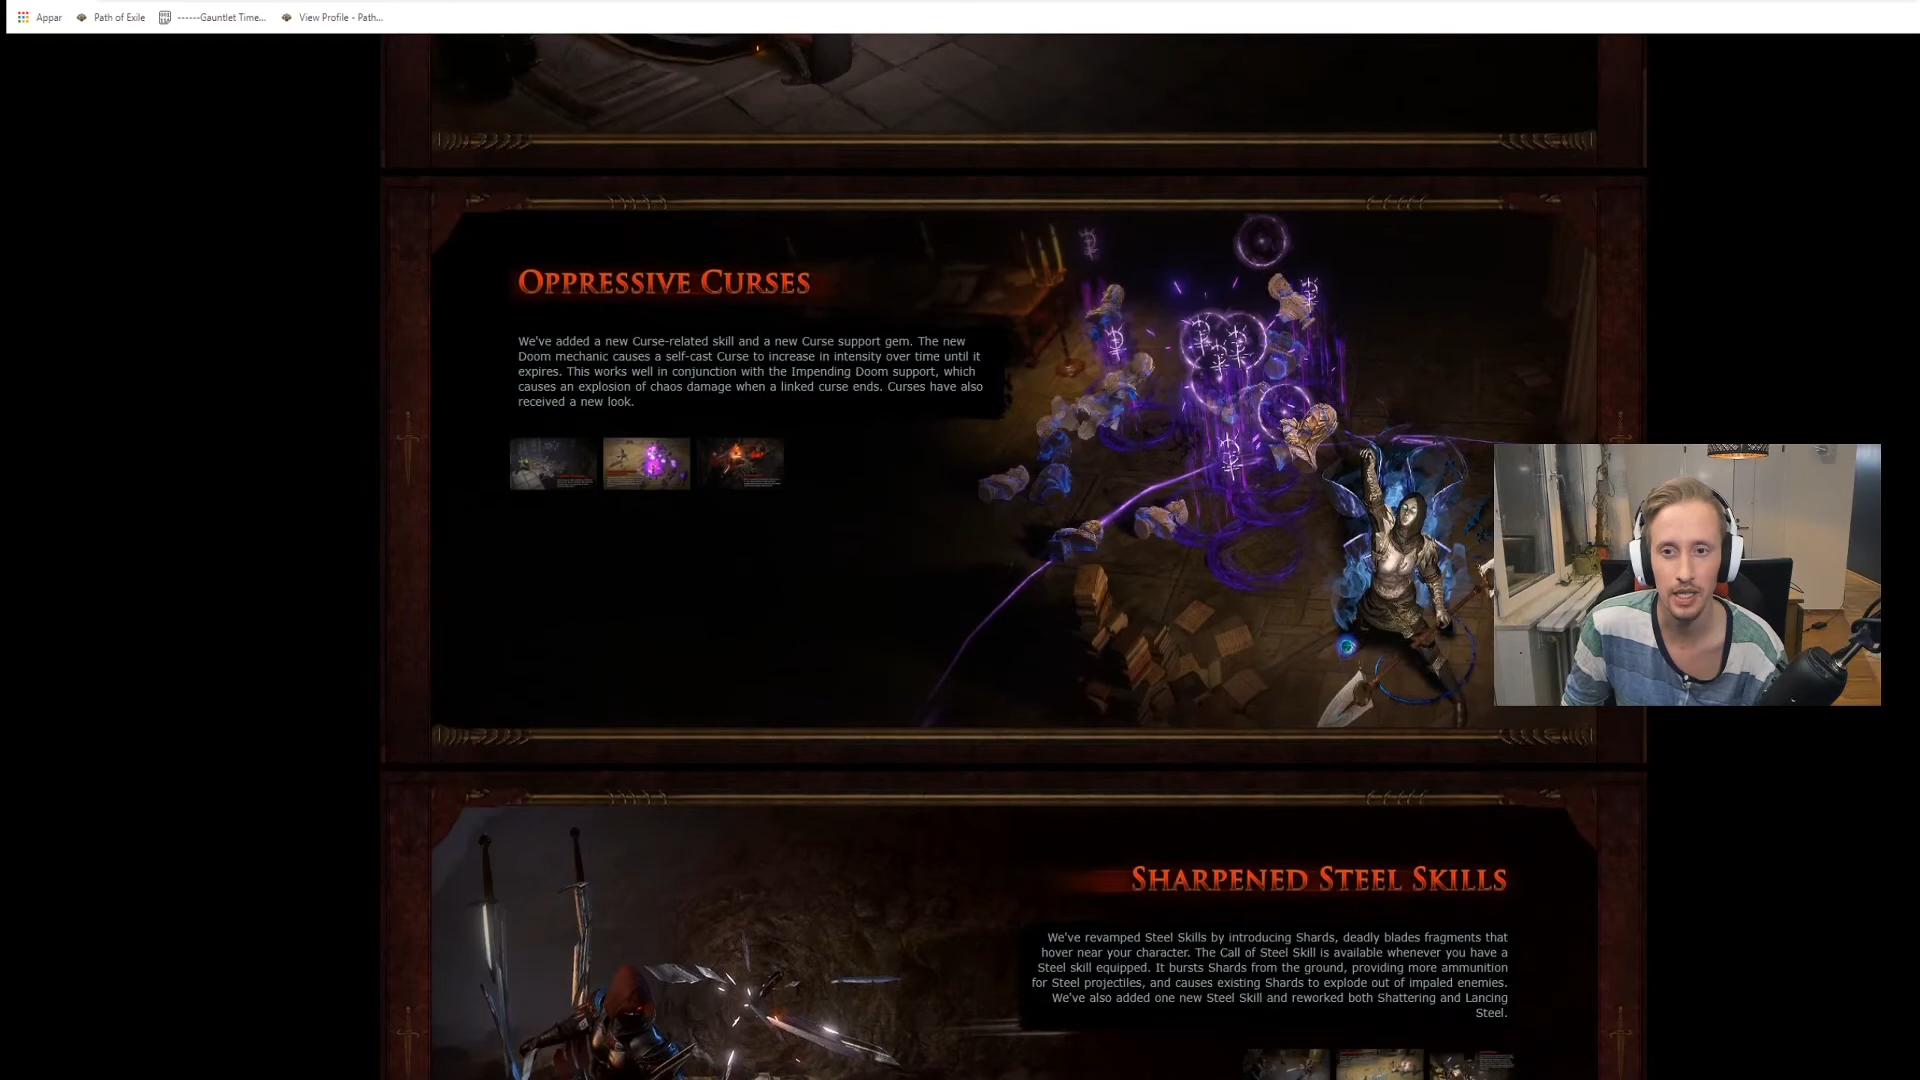 Appar
Path of Exile
------Gauntlet Time...
View Profile - Path...
OPPRESSIVE CURSES
We've added a new Curse-related skill and a new Curse support gem. The new
Doom mechanic causes a self-cast Curse to increase in intensity over time until it
expires. This works well in conjunction with the Impending Doom support, which
causes an explosion of chaos damage when a linked curse ends. Curses have also
received a new look.
SHARPENED STEEL SKILLS
We've revamped Steel Skills by introducing Shards, deadly blades fragments that
hover near your character. The Call of Steel Skill is available whenever you have a
Steel skill equipped. It bursts Shards from the ground, providing more ammunition
for Steel projectiles, and causes existing Shards to explode out of impaled enemies.
We've also added one new Steel Skill and reworked both Shattering and Lancing
Steel.